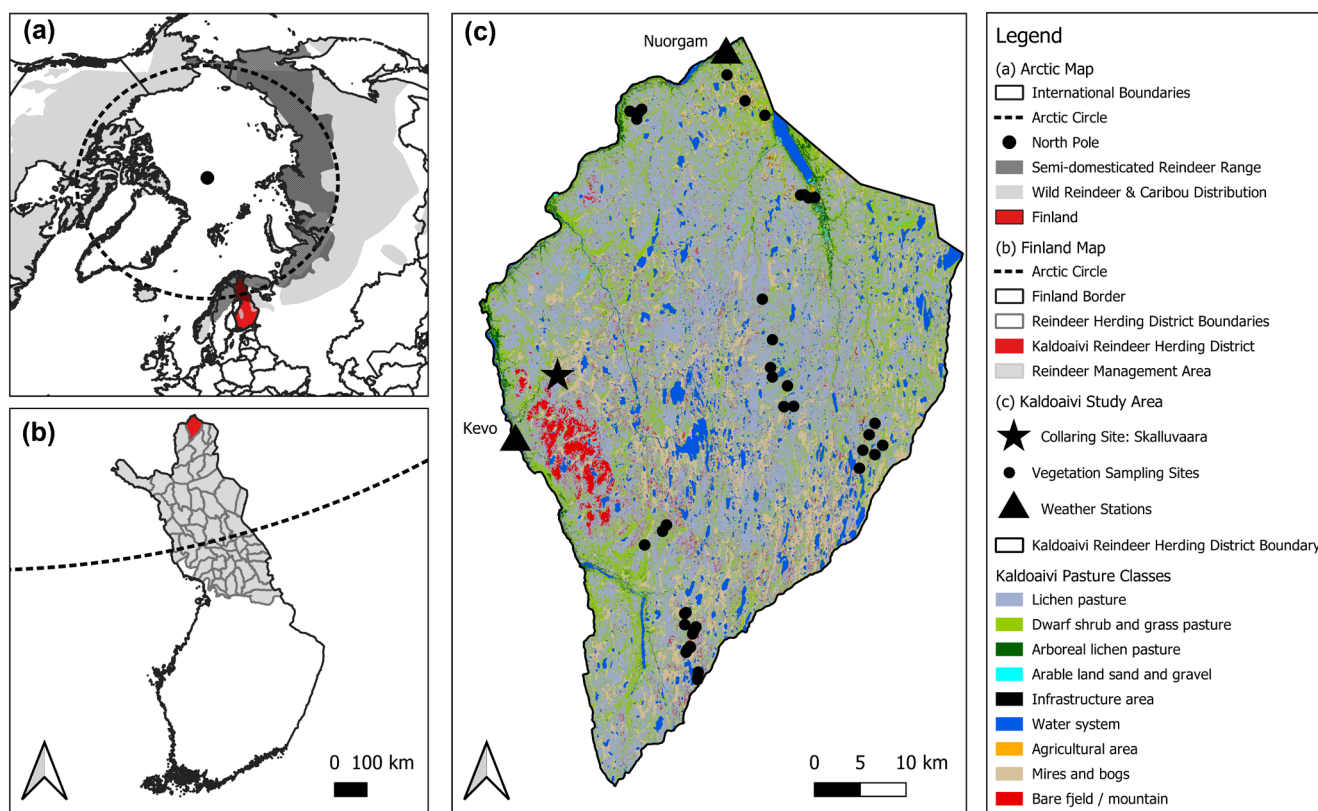 (a)
(b)
0 100 km
(c)
Nuorgam
Kevo
0 5 10 km
Legend
(a) Arctic Map
International Boundaries
Arctic Circle
North Pole
Semi-domesticated Reindeer Range
Wild Reindeer & Caribou Distribution
Finland
(b) Finland Map
Arctic Circle
Finland Border
Reindeer Herding District Boundaries
Kaldoaivi Reindeer Herding District
Reindeer Management Area
(c) Kaldoaivi Study Area
Collaring Site: Skalluvaara
Vegetation Sampling Sites
Weather Stations
Kaldoaivi Reindeer Herding District Boundary
Kaldoaivi Pasture Classes
Lichen pasture
Dwarf shrub and grass pasture
Arboreal lichen pasture
Arable land sand and gravel
Infrastructure area
Water system
Agricultural area
Mires and bogs
Bare fjeld / mountain